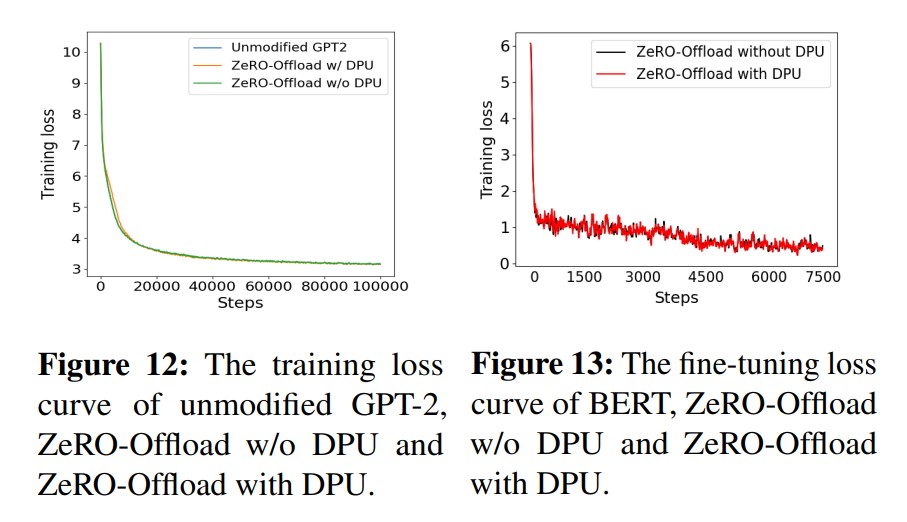 Training loss
10
9
8
7
6
5
4
3
Unmodified GPT2
ZeRO-Offload w/ DPU
ZeRO-Offload w/o DPU
0 20000 40000 60000 80000 100000
Steps
Training loss
6
5
4
3
2
1
0
ZeRO-Offload without DPU
ZeRO-Offload with DPU
0 1500 3000 4500 6000 7500
Steps
Figure 12: The training loss
curve of unmodified GPT-2,
ZeRO-Offload w/o DPU and
ZeRO-Offload with DPU.
Figure 13: The fine-tuning loss
curve of BERT, ZeRO-Offload
w/o DPU and ZeRO-Offload
with DPU.